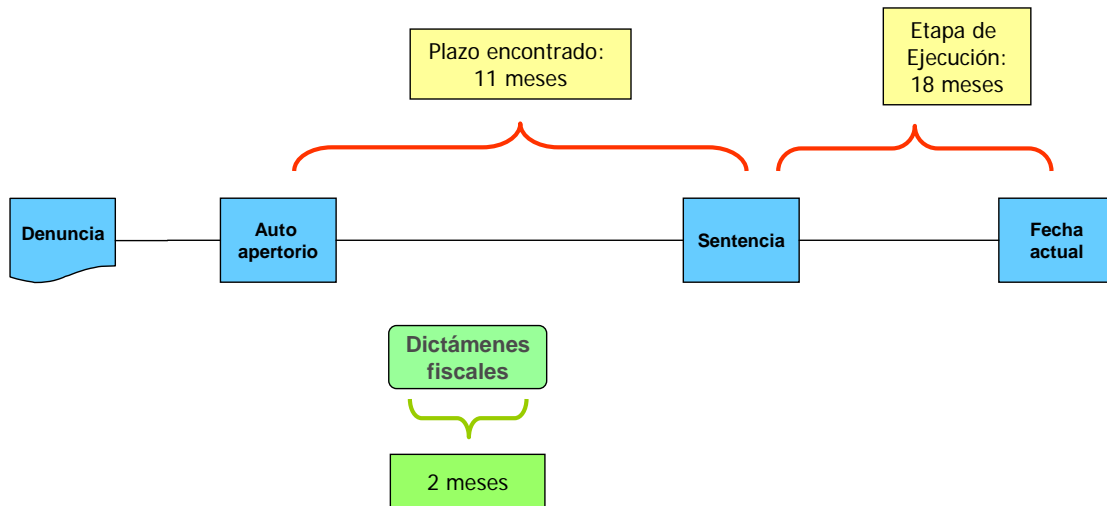 Plazo encontrado:
11 meses
Etapa de
Ejecución:
18 meses
Denuncia
Auto
apertorio
Sentencia
Fecha
actual
Dictámenes
fiscales
2 meses